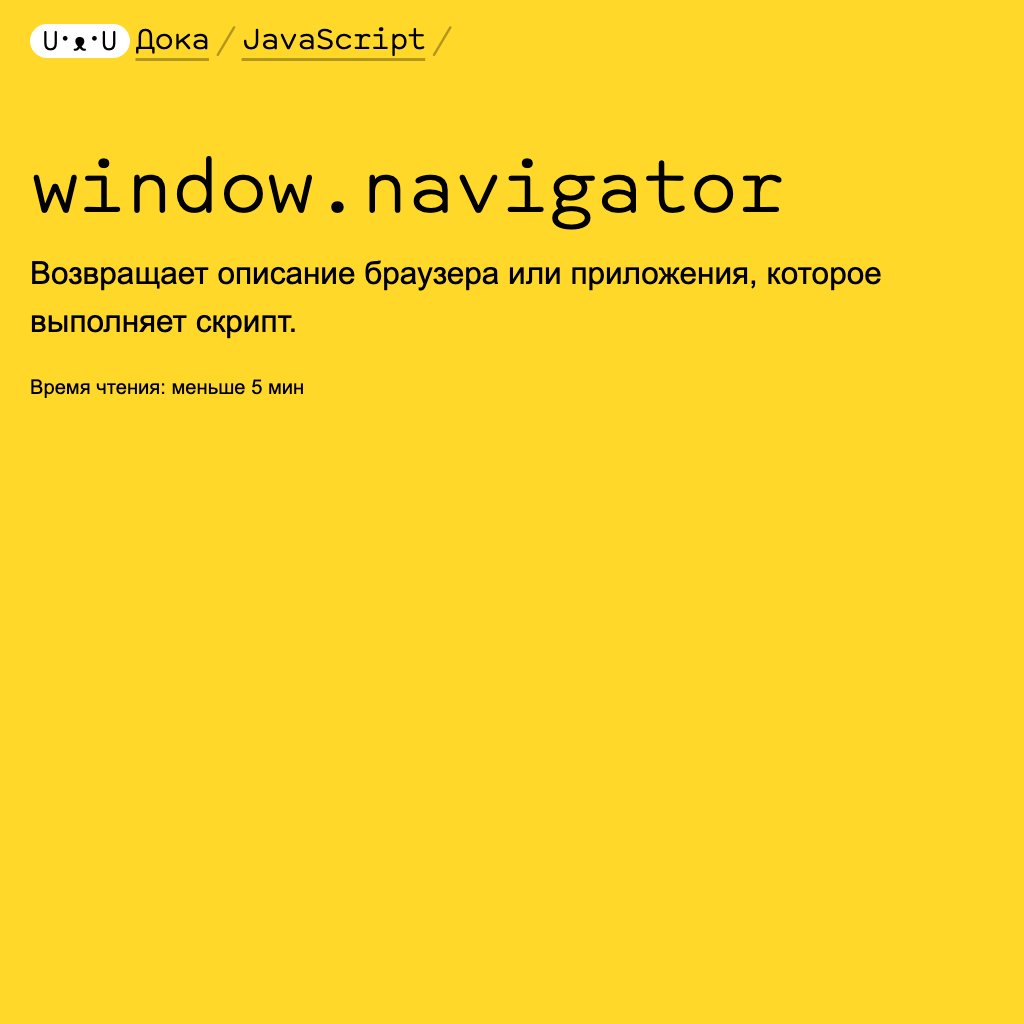 U・ᴥ・U Дока / JavaScript /
window.navigator
Возвращает описание браузера или приложения, которое
выполняет скрипт.
Время чтения: меньше 5 мин